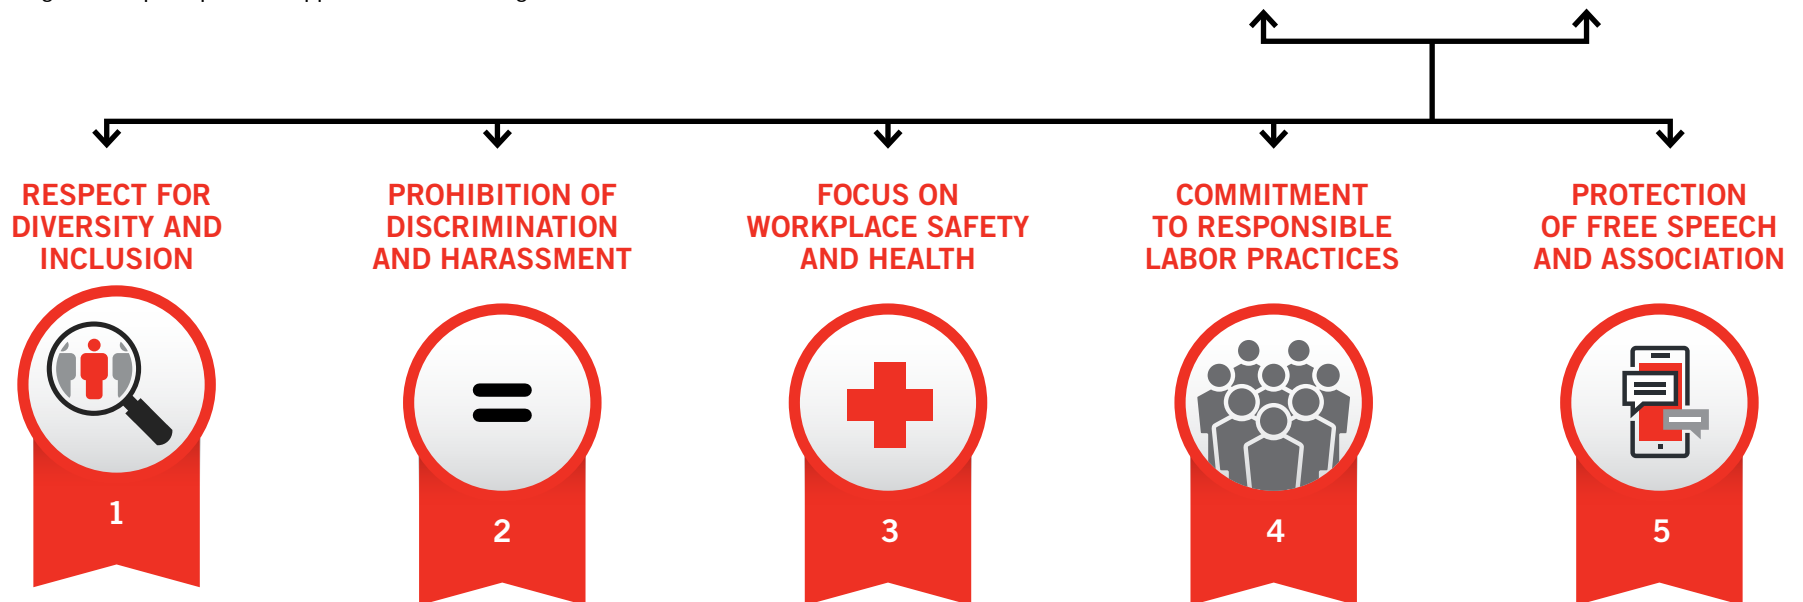 RESPECT FOR
DIVERSITY AND
INCLUSION
PROHIBITION OF
DISCRIMINATION
AND HARASSMENT
FOCUS ON
WORKPLACE SAFETY
AND HEALTH
COMMITMENT
TO RESPONSIBLE
LABOR PRACTICES
PROTECTION
OF FREE SPEECH
AND ASSOCIATION
1
2
3
4
5